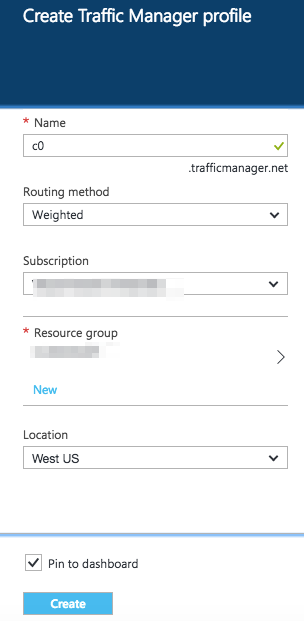 Create Traffic Manager profile
* Name
c0
.trafficmanager.net
Routing method
Weighted
Subscription
* Resource group
New
Location
West US
Pin to dashboard
Create